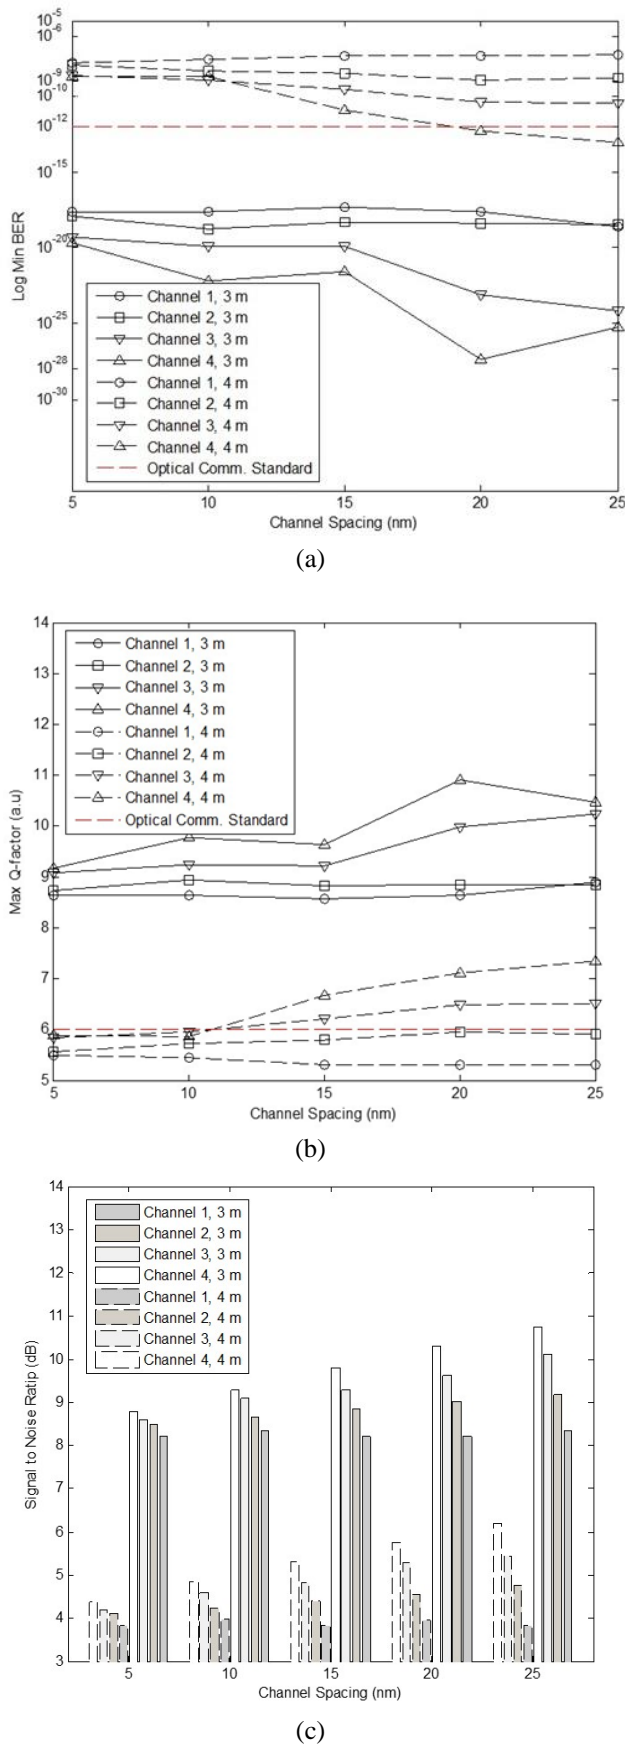 10-5
10-6
10-9
10-10
10-12
10-15
10-20
10-25
10-28
10-30
Log Min BER
Channel 1, 3 m
Channel 2, 3 m
Channel 3, 3 m
Channel 4, 3 m
Channel 1, 4 m
Channel 2, 4 m
Channel 3, 4 m
Channel 4, 4 m
Optical Comm. Standard
5 10 15 20 25
Channel Spacing (nm)
(a)
14
13
12
11
10
9
8
7
6
5
Max Q-factor (a.u)
Channel 1, 3 m
Channel 2, 3 m
Channel 3, 3 m
Channel 4, 3 m
Channel 1, 4 m
Channel 2, 4 m
Channel 3, 4 m
Channel 4, 4 m
Optical Comm. Standard
5 10 15 20 25
Channel Spacing (nm)
(b)
14
13
12
11
10
9
8
7
6
5
4
3
Signal to Noise Ratip (dB)
Channel 1, 3 m
Channel 2, 3 m
Channel 3, 3 m
Channel 4, 3 m
Channel 1, 4 m
Channel 2, 4 m
Channel 3, 4 m
Channel 4, 4 m
5 10 15 20 25
Channel Spacing (nm)
(c)